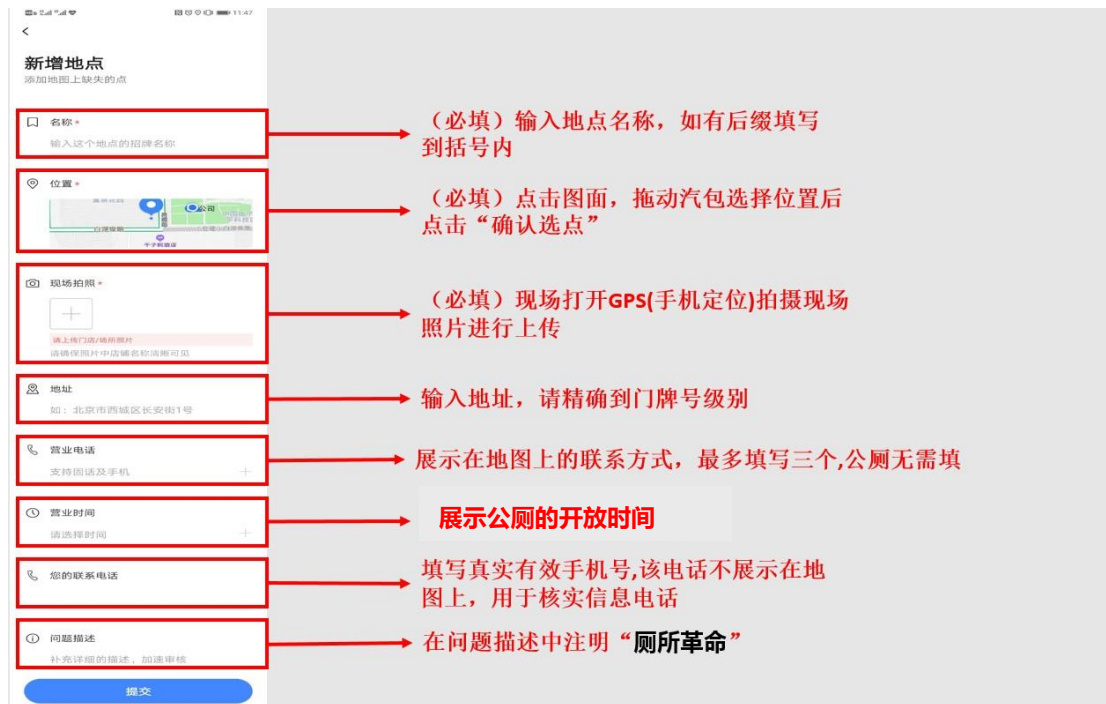 11:47
新增地点
添加地图上缺失的点
名称*
输入这个地点的招牌名称
（必填）输入地点名称，如有后缀填写
到括号内
位置*
公司
（必填）点击图面，拖动汽包选择位置后
点击“确认选点”
现场拍照*
请上传门店/场所照片
请确保照片中店铺名称清晰可见
（必填）现场打开GPS(手机定位)拍摄现场
照片进行上传
地址
如：北京市西城区长安街1号
输入地址，请精确到门牌号级别
营业电话
支持固话及手机
展示在地图上的联系方式，最多填写三个,公厕无需填
营业时间
请选择时间
展示公厕的开放时间
您的联系电话
填写真实有效手机号,该电话不展示在地
图上，用于核实信息电话
问题描述
补充详细的描述，加速审核
在问题描述中注明“厕所革命”
提交